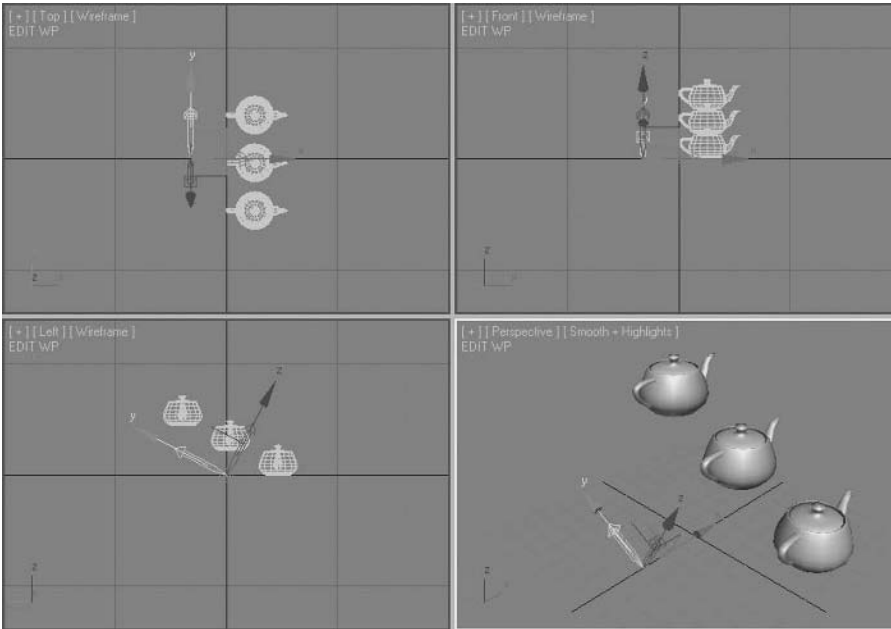 [ + ] [ Top ] [ Wireframe ]
EDIT WP
y
x
z
[ + ] [ Front ] [ Wireframe ]
EDIT WP
z
z
[ + ] [ Left ] [ Wireframe ]
EDIT WP
z
y
z
[ + ] [ Perspective ] [ Smooth + Highlights ]
EDIT WP
y
z
z